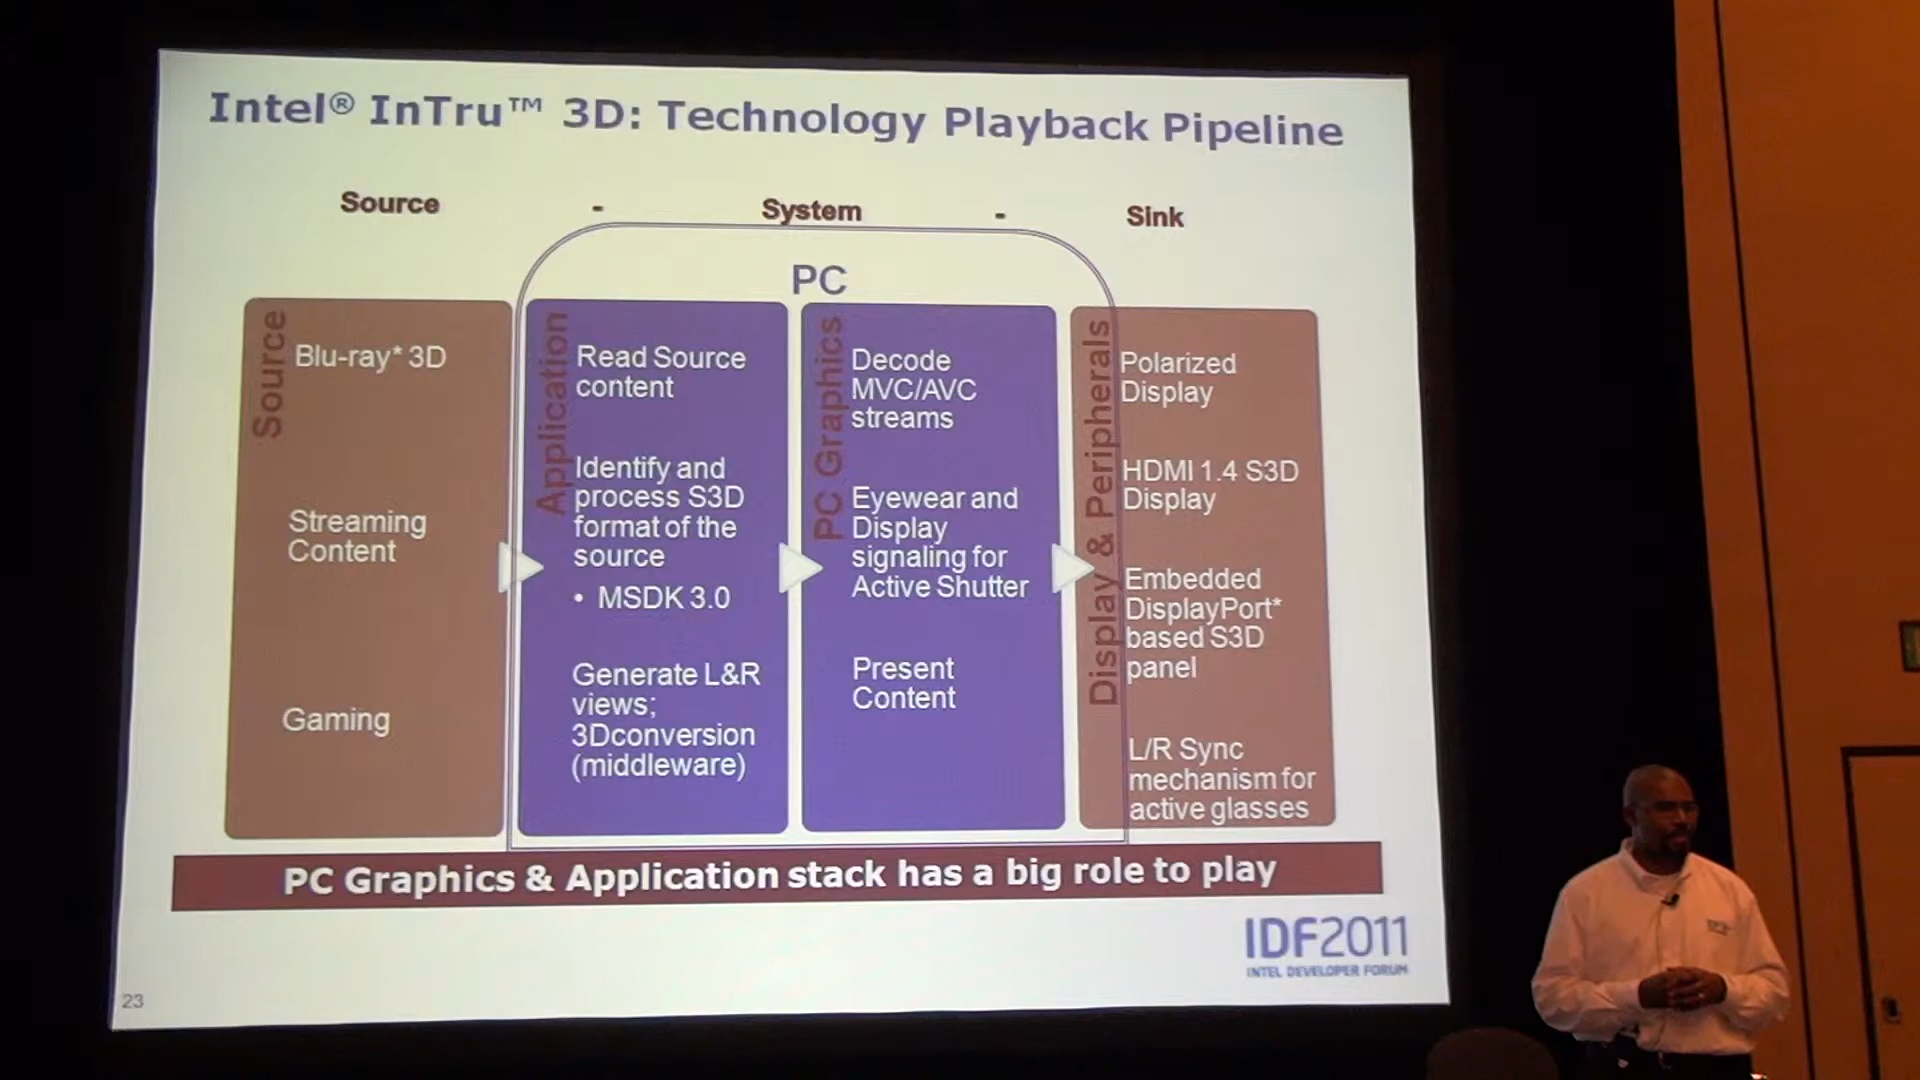 Intel® InTru™ 3D: Technology Playback Pipeline
Source - System - Sink
PC
Source
Blu-ray* 3D
Streaming
Content
Gaming
Application
Read Source
content
Identify and
process S3D
format of the
source
• MSDK 3.0
Generate L&R
views;
3Dconversion
(middleware)
PC Graphics
Decode
MVC/AVC
streams
Eyewear and
Display
signaling for
Active Shutter
Present
Content
Display & Peripherals
Polarized
Display
HDMI 1.4 S3D
Display
Embedded
DisplayPort*
based S3D
panel
L/R Sync
mechanism for
active glasses
PC Graphics & Application stack has a big role to play
IDF2011
INTEL DEVELOPER FORUM
23